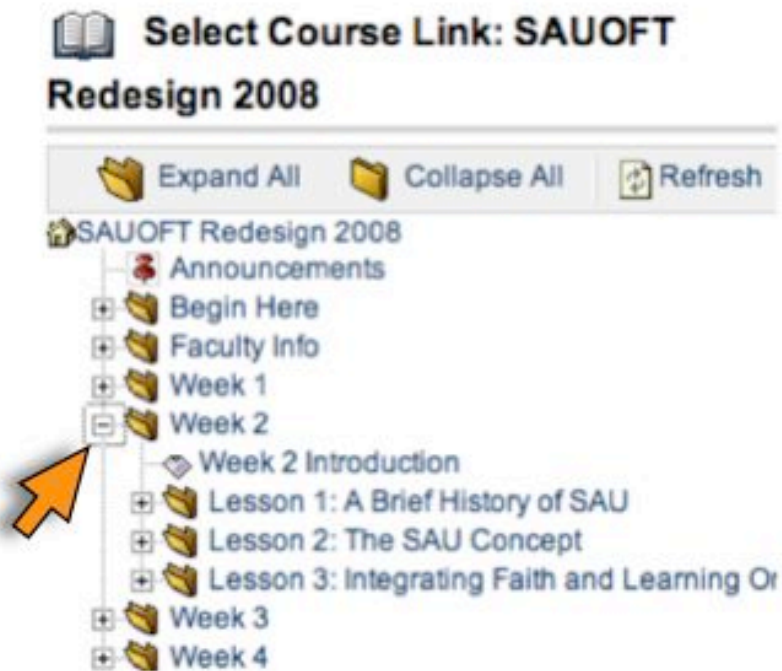 Select Course Link: SAUOFT
Redesign 2008
Expand All Collapse All Refresh
SAUOFT Redesign 2008
Announcements
Begin Here
Faculty Info
Week 1
Week 2
Week 2 Introduction
Lesson 1: A Brief History of SAU
Lesson 2: The SAU Concept
Lesson 3: Integrating Faith and Learning
Week 3
Week 4